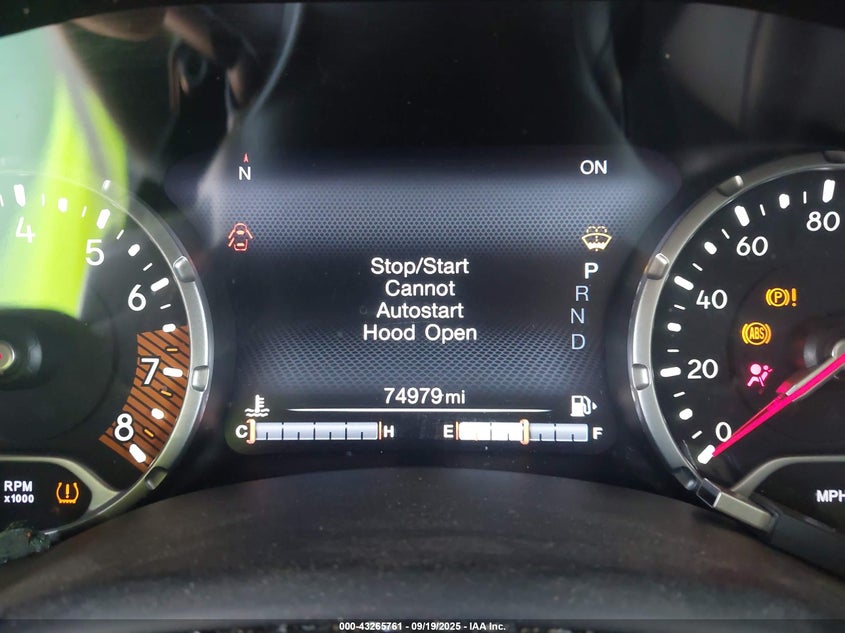 N
ON
Stop/Start
Cannot
Autostart
Hood Open
P
R
N
D
74979 mi
C H
E F
4
5
6
7
8
RPM
x1000
0
20
40
60
80
(P)!
ABS
MPH
000-43265761 - 09/19/2025 - IAA Inc.